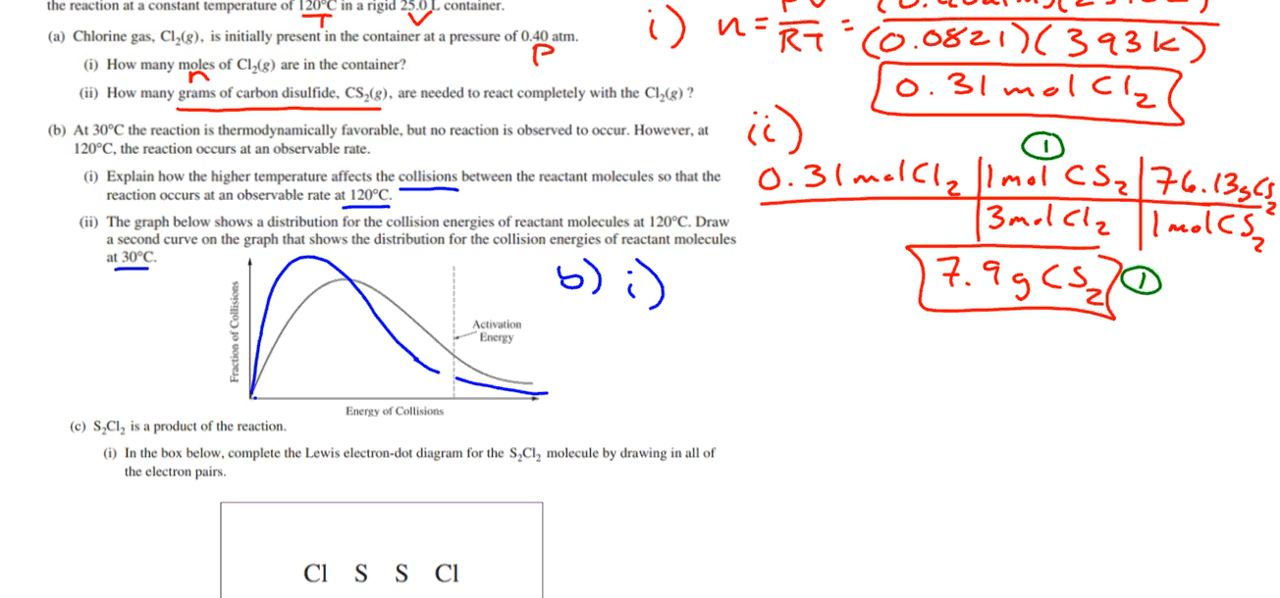 the reaction at a constant temperature of 120°C in a rigid 25.0 L container.
T V
(a) Chlorine gas, Cl₂(g), is initially present in the container at a pressure of 0.40 atm.
P
(i) How many moles of Cl₂(g) are in the container?
n
(ii) How many grams of carbon disulfide, CS₂(g), are needed to react completely with the Cl₂(g) ?
(b) At 30°C the reaction is thermodynamically favorable, but no reaction is observed to occur. However, at
120°C, the reaction occurs at an observable rate.
(i) Explain how the higher temperature affects the collisions between the reactant molecules so that the
reaction occurs at an observable rate at 120°C.
(ii) The graph below shows a distribution for the collision energies of reactant molecules at 120°C. Draw
a second curve on the graph that shows the distribution for the collision energies of reactant molecules
at 30°C.
Fraction of Collisions
Activation
Energy
Energy of Collisions
(c) S₂Cl₂ is a product of the reaction.
(i) In the box below, complete the Lewis electron-dot diagram for the S₂Cl₂ molecule by drawing in all of
the electron pairs.
Cl S S Cl
i) n = PV
RT =
(0.0821)(393K)
0.31 mol Cl₂
ii)
1
0.31 mol Cl₂ | 1 mol CS₂ | 76.13g CS₂
3 mol Cl₂ | 1 mol CS₂
7.9g CS₂ 1
b) i)